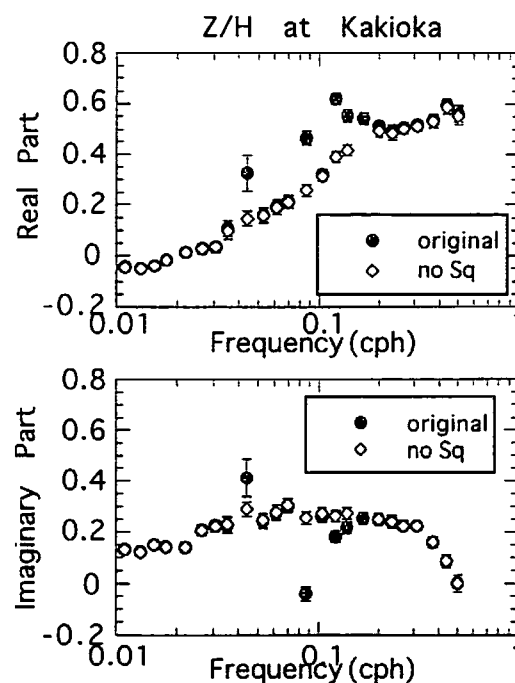 Z/H at Kakioka
0.8
0.6
0.4
0.2
0
-0.2
Real Part
original
no Sq
0.01
0.1
1
Frequency (cph)
0.8
0.6
0.4
0.2
0
-0.2
Imaginary Part
original
no Sq
0.01
0.1
1
Frequency (cph)